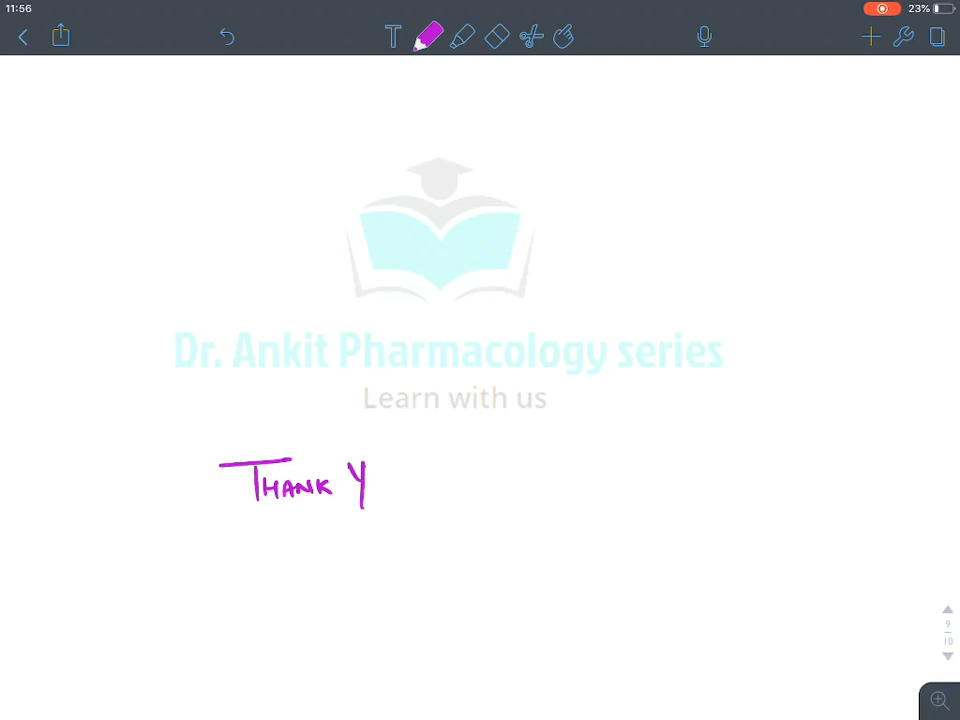 11:56
23%
T
Dr. Ankit Pharmacology series
Learn with us
THANK Y
9
10